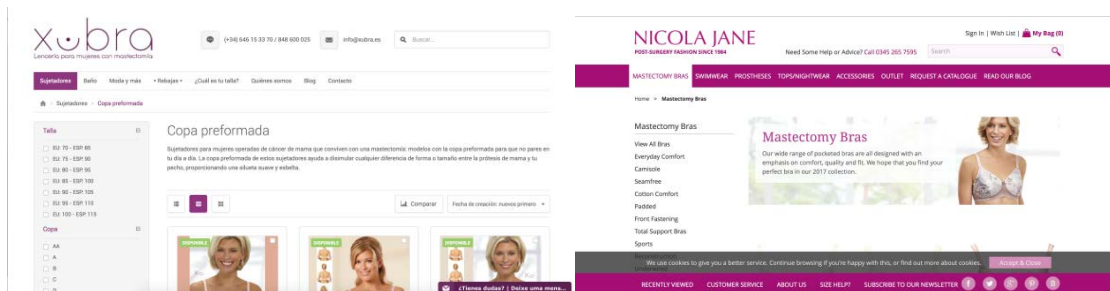 xubra
Lencería para mujeres con mastectomía
(+34) 646 15 33 70 / 848 600 025
info@xubra.es
Buscar...
Sujetadores Baño Moda y más • Rebajas • ¿Cuál es tu talla? Quiénes somos Blog Contacto
Sujetadores Copa preformada
Talla
EU: 70 - ESP. 85
EU: 75 - ESP. 90
EU: 80 - ESP. 95
EU: 85 - ESP. 100
EU: 90 - ESP. 105
EU: 95 - ESP. 110
EU: 100 - ESP. 115
Copa
AA
A
B
C
Copa preformada
Sujetadores para mujeres operadas de cáncer de mama que conviven con una mastectomía: modelos con la copa preformada para que no pares en
tu día a día. La copa preformada de estos sujetadores ayuda a disimular cualquier diferencia de forma o tamaño entre la prótesis de mama y tu
pecho, proporcionando una silueta suave y esbelta.
Comparar
Fecha de creación: nuevos primero
DISPONIBLE
DISPONIBLE
DISPONIBLE
¿Tienes dudas? | Deixe uma mens...
NICOLA JANE
POST-SURGERY FASHION SINCE 1984
Need Some Help or Advice? Call 0345 265 7595
Sign In | Wish List | My Bag (0)
Search
MASTECTOMY BRAS SWIMWEAR PROSTHESES TOPS/NIGHTWEAR ACCESSORIES OUTLET REQUEST A CATALOGUE READ OUR BLOG
Home > Mastectomy Bras
Mastectomy Bras
View All Bras
Everyday Comfort
Camisole
Seamfree
Cotton Comfort
Padded
Front Fastening
Total Support Bras
Sports
Mastectomy Bras
Our wide range of pocketed bras are all designed with an
emphasis on comfort, quality and fit. We hope that you find your
perfect bra in our 2017 collection.
We use cookies to give you a better service. Continue browsing if you're happy with this, or find out more about cookies.
Accept & Close
RECENTLY VIEWED CUSTOMER SERVICE ABOUT US SIZE HELP? SUBSCRIBE TO OUR NEWSLETTER